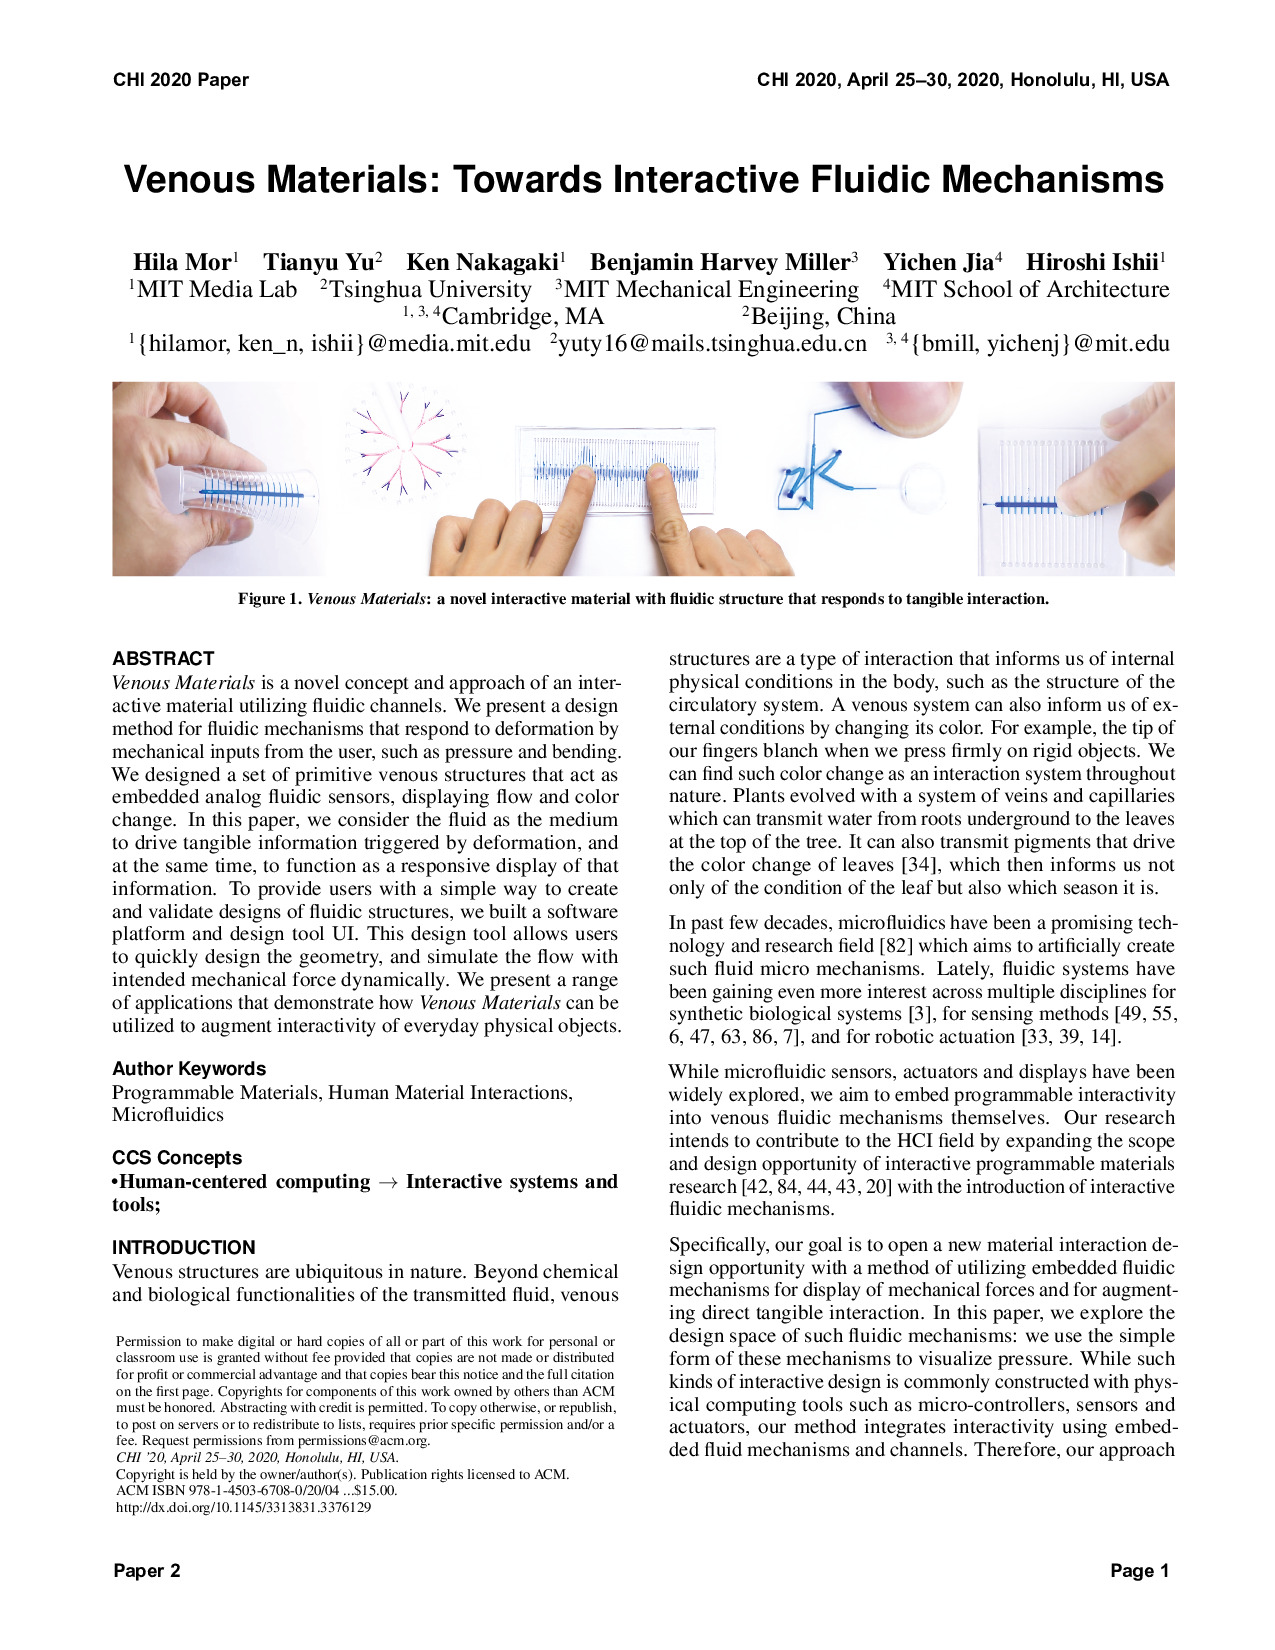 CHI 2020 Paper
CHI 2020, April 25–30, 2020, Honolulu, HI, USA
Venous Materials: Towards Interactive Fluidic Mechanisms
Hila Mor¹ Tianyu Yu² Ken Nakagaki¹ Benjamin Harvey Miller³ Yichen Jia⁴ Hiroshi Ishii¹
¹MIT Media Lab ²Tsinghua University ³MIT Mechanical Engineering ⁴MIT School of Architecture
¹, ³, ⁴Cambridge, MA ²Beijing, China
¹{hilamor, ken_n, ishii}@media.mit.edu ²yuty16@mails.tsinghua.edu.cn ³, ⁴{bmill, yichenj}@mit.edu
Figure 1. Venous Materials: a novel interactive material with fluidic structure that responds to tangible interaction.
ABSTRACT
Venous Materials is a novel concept and approach of an inter-
active material utilizing fluidic channels. We present a design
method for fluidic mechanisms that respond to deformation by
mechanical inputs from the user, such as pressure and bending.
We designed a set of primitive venous structures that act as
embedded analog fluidic sensors, displaying flow and color
change. In this paper, we consider the fluid as the medium
to drive tangible information triggered by deformation, and
at the same time, to function as a responsive display of that
information. To provide users with a simple way to create
and validate designs of fluidic structures, we built a software
platform and design tool UI. This design tool allows users
to quickly design the geometry, and simulate the flow with
intended mechanical force dynamically. We present a range
of applications that demonstrate how Venous Materials can be
utilized to augment interactivity of everyday physical objects.
Author Keywords
Programmable Materials, Human Material Interactions,
Microfluidics
CCS Concepts
•Human-centered computing → Interactive systems and
tools;
INTRODUCTION
Venous structures are ubiquitous in nature. Beyond chemical
and biological functionalities of the transmitted fluid, venous
Permission to make digital or hard copies of all or part of this work for personal or
classroom use is granted without fee provided that copies are not made or distributed
for profit or commercial advantage and that copies bear this notice and the full citation
on the first page. Copyrights for components of this work owned by others than ACM
must be honored. Abstracting with credit is permitted. To copy otherwise, or republish,
to post on servers or to redistribute to lists, requires prior specific permission and/or a
fee. Request permissions from permissions@acm.org.
CHI '20, April 25–30, 2020, Honolulu, HI, USA.
Copyright is held by the owner/author(s). Publication rights licensed to ACM.
ACM ISBN 978-1-4503-6708-0/20/04 ...$15.00.
http://dx.doi.org/10.1145/3313831.3376129
structures are a type of interaction that informs us of internal
physical conditions in the body, such as the structure of the
circulatory system. A venous system can also inform us of ex-
ternal conditions by changing its color. For example, the tip of
our fingers blanch when we press firmly on rigid objects. We
can find such color change as an interaction system throughout
nature. Plants evolved with a system of veins and capillaries
which can transmit water from roots underground to the leaves
at the top of the tree. It can also transmit pigments that drive
the color change of leaves [34], which then informs us not
only of the condition of the leaf but also which season it is.
In past few decades, microfluidics have been a promising tech-
nology and research field [82] which aims to artificially create
such fluid micro mechanisms. Lately, fluidic systems have
been gaining even more interest across multiple disciplines for
synthetic biological systems [3], for sensing methods [49, 55,
6, 47, 63, 86, 7], and for robotic actuation [33, 39, 14].
While microfluidic sensors, actuators and displays have been
widely explored, we aim to embed programmable interactivity
into venous fluidic mechanisms themselves. Our research
intends to contribute to the HCI field by expanding the scope
and design opportunity of interactive programmable materials
research [42, 84, 44, 43, 20] with the introduction of interactive
fluidic mechanisms.
Specifically, our goal is to open a new material interaction de-
sign opportunity with a method of utilizing embedded fluidic
mechanisms for display of mechanical forces and for augment-
ing direct tangible interaction. In this paper, we explore the
design space of such fluidic mechanisms: we use the simple
form of these mechanisms to visualize pressure. While such
kinds of interactive design is commonly constructed with phys-
ical computing tools such as micro-controllers, sensors and
actuators, our method integrates interactivity using embed-
ded fluid mechanisms and channels. Therefore, our approach
Paper 2
Page 1